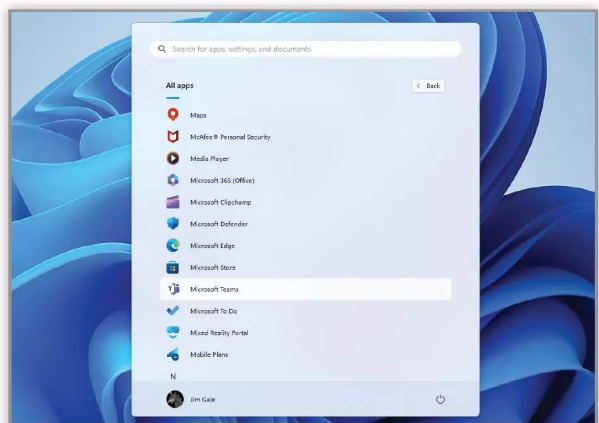 Search for apps, settings, and documents
All apps
< Back
Maps
McAfee® Personal Security
Media Player
Microsoft 365 (Office)
Microsoft Clipchamp
Microsoft Defender
Microsoft Edge
Microsoft Store
Microsoft Teams
Microsoft To Do
Mixed Reality Portal
Mobile Plans
N
Jim Gale